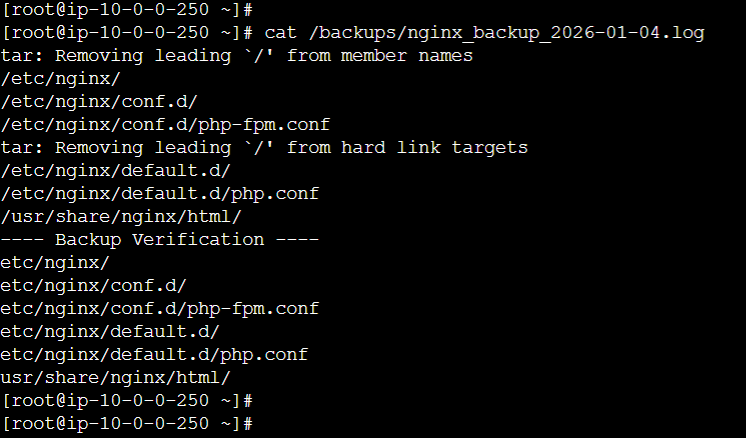 [root@ip-10-0-0-250 ~]#
[root@ip-10-0-0-250 ~]# cat /backups/nginx_backup_2026-01-04.log
tar: Removing leading `/' from member names
/etc/nginx/
/etc/nginx/conf.d/
/etc/nginx/conf.d/php-fpm.conf
tar: Removing leading `/' from hard link targets
/etc/nginx/default.d/
/etc/nginx/default.d/php.conf
/usr/share/nginx/html/
---- Backup Verification ----
etc/nginx/
etc/nginx/conf.d/
etc/nginx/conf.d/php-fpm.conf
etc/nginx/default.d/
etc/nginx/default.d/php.conf
usr/share/nginx/html/
[root@ip-10-0-0-250 ~]#
[root@ip-10-0-0-250 ~]#